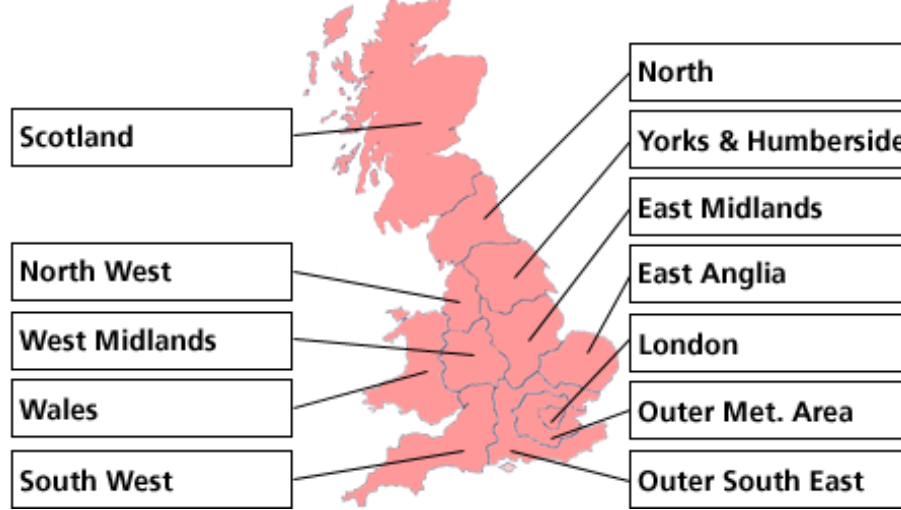 Scotland
North West
West Midlands
Wales
South West
North
Yorks & Humberside
East Midlands
East Anglia
London
Outer Met. Area
Outer South East